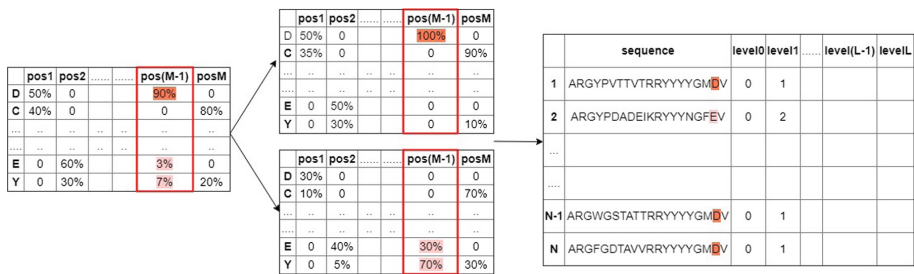 pos1 pos2 ...... ...... pos(M-1) posM
D 50% 0 90% 0
C 40% 0 0 80%
.... .. .. .. ..
.... .. .. .. ..
E 0 60% 3% 0
Y 0 30% 7% 20%
pos1 pos2 ...... ...... pos(M-1) posM
D 50% 0 100% 0
C 35% 0 0 90%
... .. .. .. ..
.... .. .. .. ..
E 0 50% 0 0
Y 0 30% 0 10%
pos1 pos2 ...... ...... pos(M-1) posM
D 30% 0 0 0
C 10% 0 0 70%
... .. .. .. ..
.... .. .. .. ..
E 0 40% 30% 0
Y 0 5% 70% 30%
sequence level0 level1 ...... level(L-1) levelL
1 ARGYPVTTVTRRYYYYGMDV 0 1
2 ARGYPDADEIKRYYYNGFEV 0 2
...
....
N-1 ARGWGSTATTRRYYYYGMDV 0 1
N ARGFGDTAVVRRYYYYGMDV 0 1